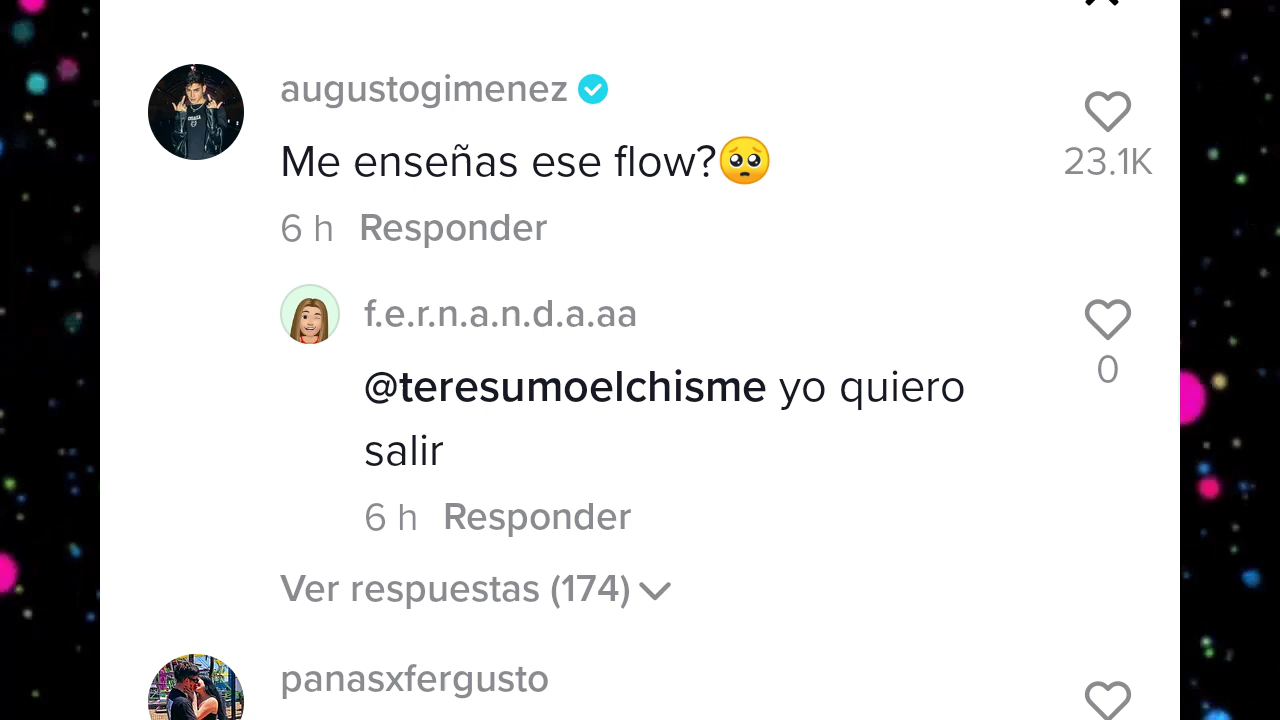 augustogimenez
Me enseñas ese flow?🥺
23.1K
6 h Responder
f.e.r.n.a.n.d.a.aa
@teresumoelchisme yo quiero
salir
0
6 h Responder
Ver respuestas (174)
panasxfergusto